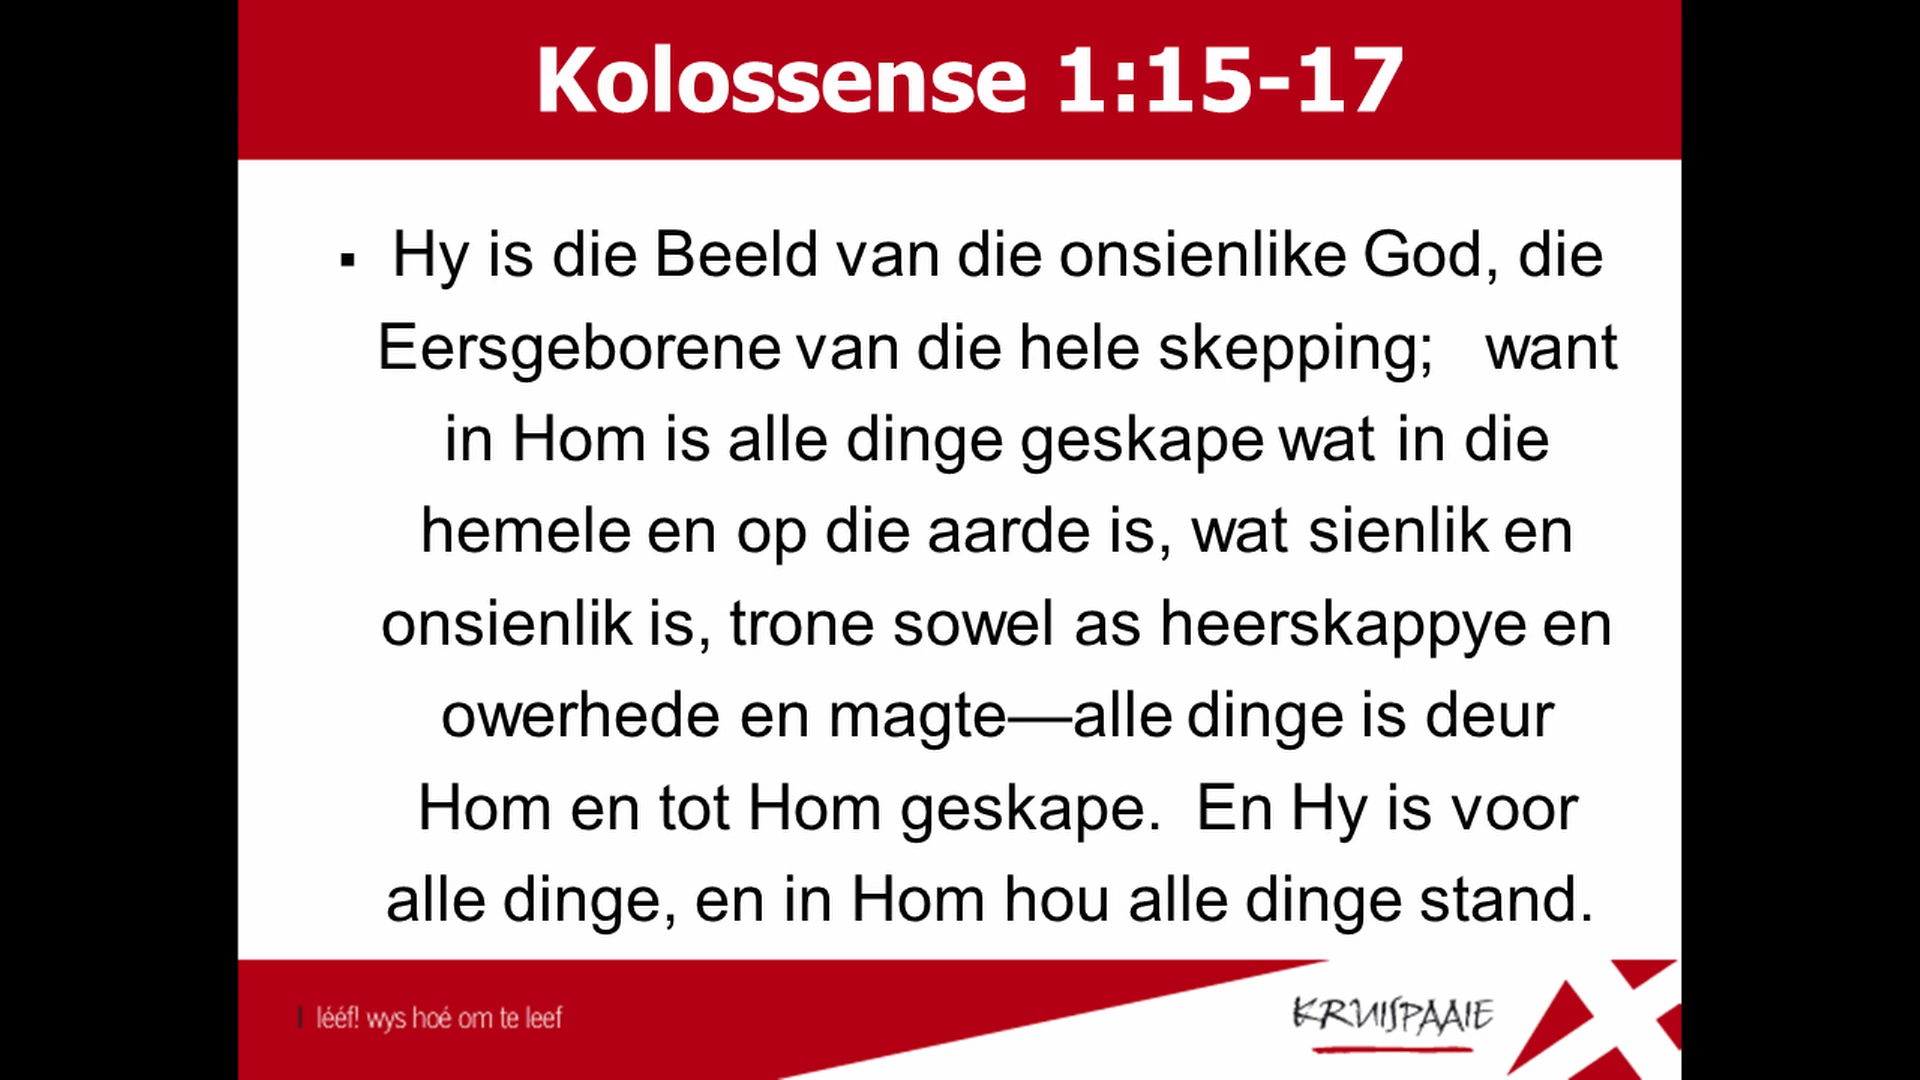 Kolossense 1:15-17
▪ Hy is die Beeld van die onsienlike God, die
Eersgeborene van die hele skepping; want
in Hom is alle dinge geskape wat in die
hemele en op die aarde is, wat sienlik en
onsienlik is, trone sowel as heerskappye en
owerhede en magte—alle dinge is deur
Hom en tot Hom geskape. En Hy is voor
alle dinge, en in Hom hou alle dinge stand.
| lééf! wys hoé om te leef
KRUISPAAIE